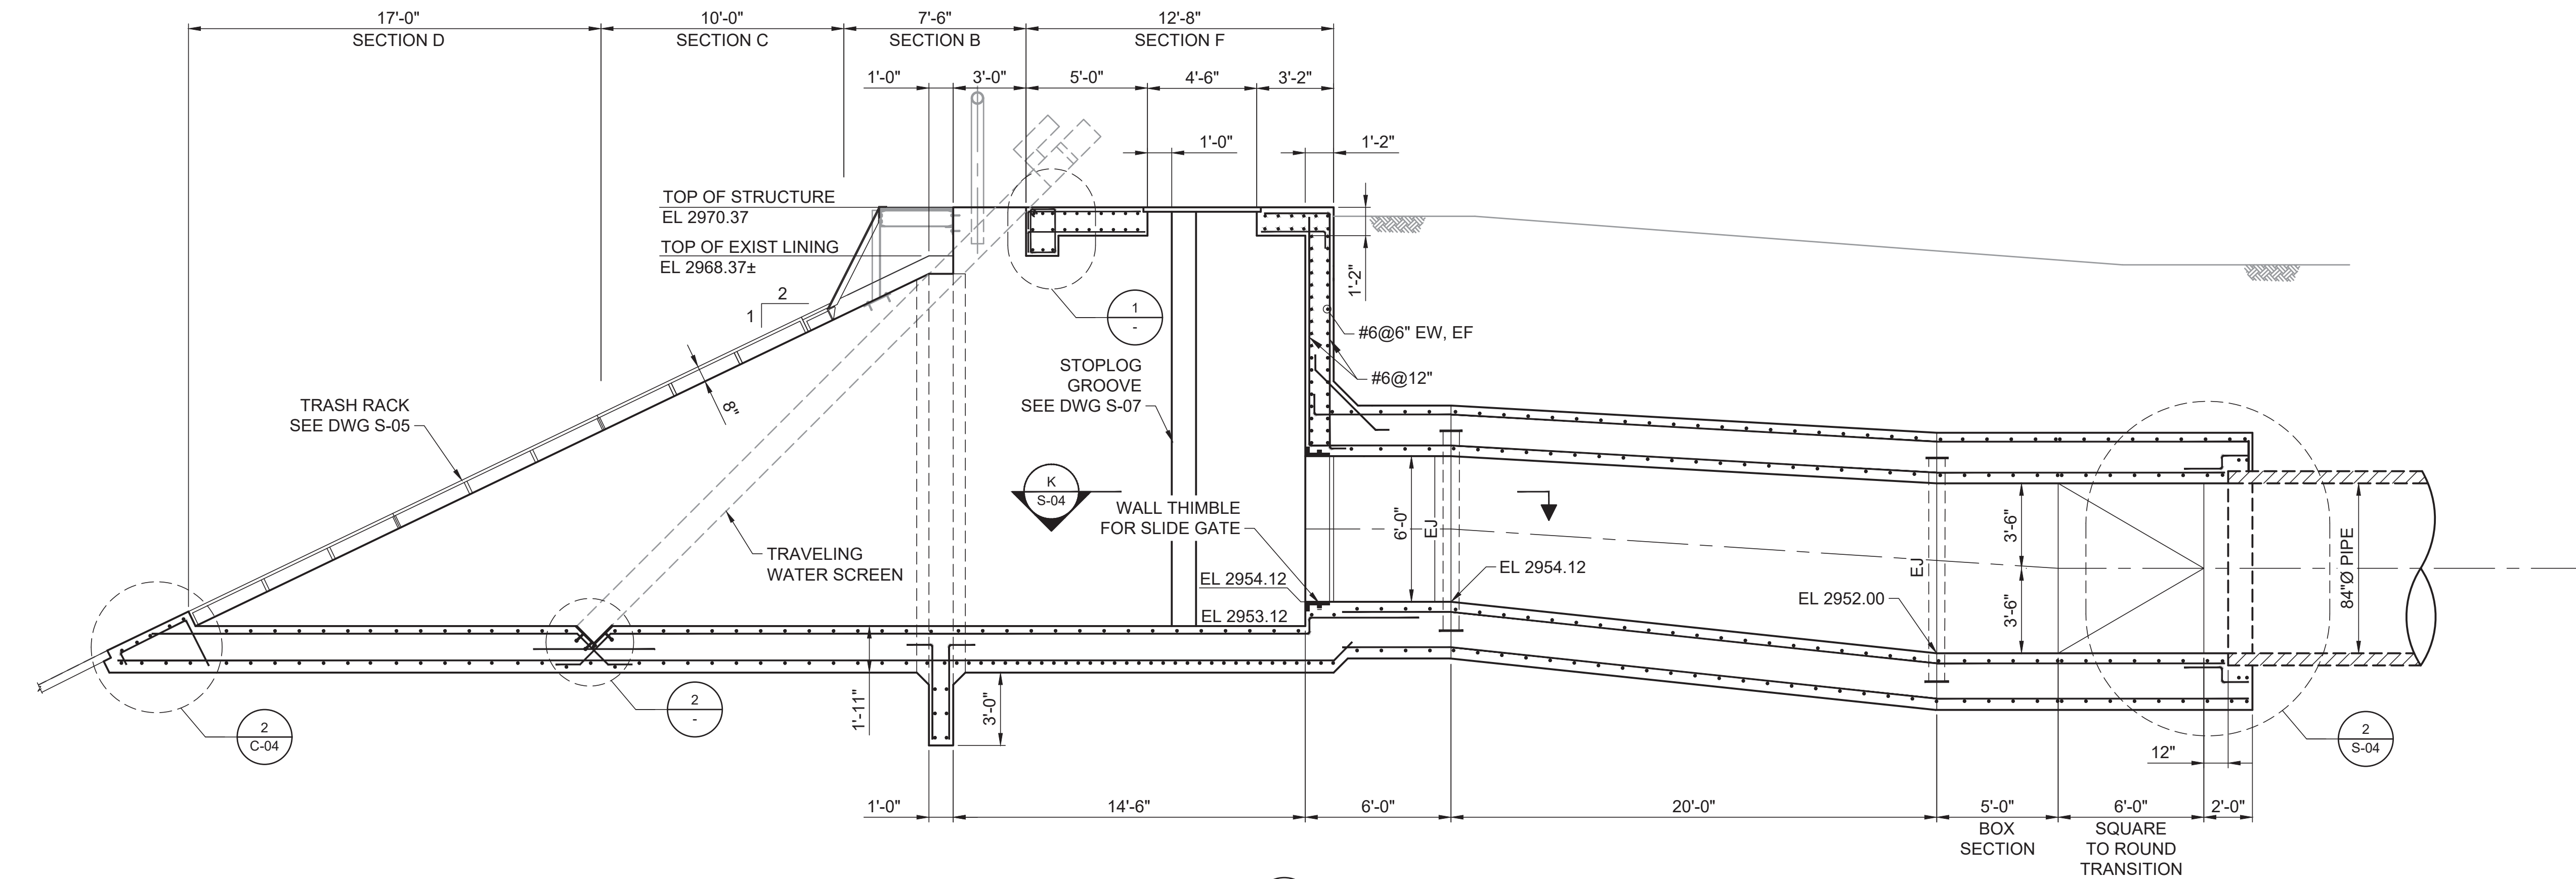 17'-0"
SECTION D
10'-0"
SECTION C
7'-6"
SECTION B
12'-8"
SECTION F
1'-0"
3'-0"
5'-0"
4'-6"
3'-2"
1'-0"
1'-2"
TOP OF STRUCTURE
EL 2970.37
TOP OF EXIST LINING
EL 2968.37±
2
1
1'-2"
1
-
#6@6" EW, EF
#6@12"
STOPLOG
GROOVE
SEE DWG S-07
8"
TRASH RACK
SEE DWG S-05
K
S-04
WALL THIMBLE
FOR SLIDE GATE
6'-0"
EJ
TRAVELING
WATER SCREEN
EL 2954.12
EL 2953.12
EL 2954.12
EL 2952.00
EJ
3'-6"
3'-6"
84"Ø PIPE
2
C-04
2
-
1'-11"
3'-0"
2
S-04
12"
1'-0"
14'-6"
6'-0"
20'-0"
5'-0"
BOX
SECTION
6'-0"
SQUARE
TO ROUND
TRANSITION
2'-0"